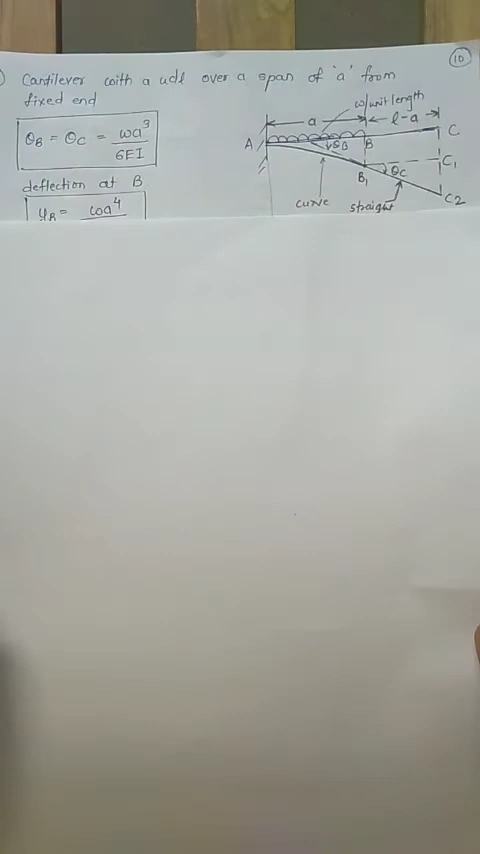 10
Cantilever with a udl over a span of 'a' from
fixed end
θB = θC = wa³
6EI
deflection at B
yB = wa⁴
w/unit length
a
l-a
A
θB
B
C
C1
B1
θC
C2
curve
straight